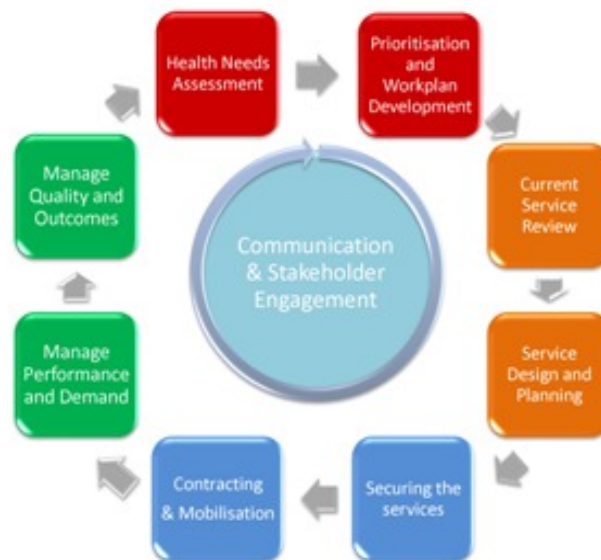 Health Needs
Assessment
Prioritisation
and
Workplan
Development
Current
Service
Review
Service
Design and
Planning
Securing the
services
Contracting
& Mobilisation
Manage
Performance
and Demand
Manage
Quality and
Outcomes
Communication
& Stakeholder
Engagement